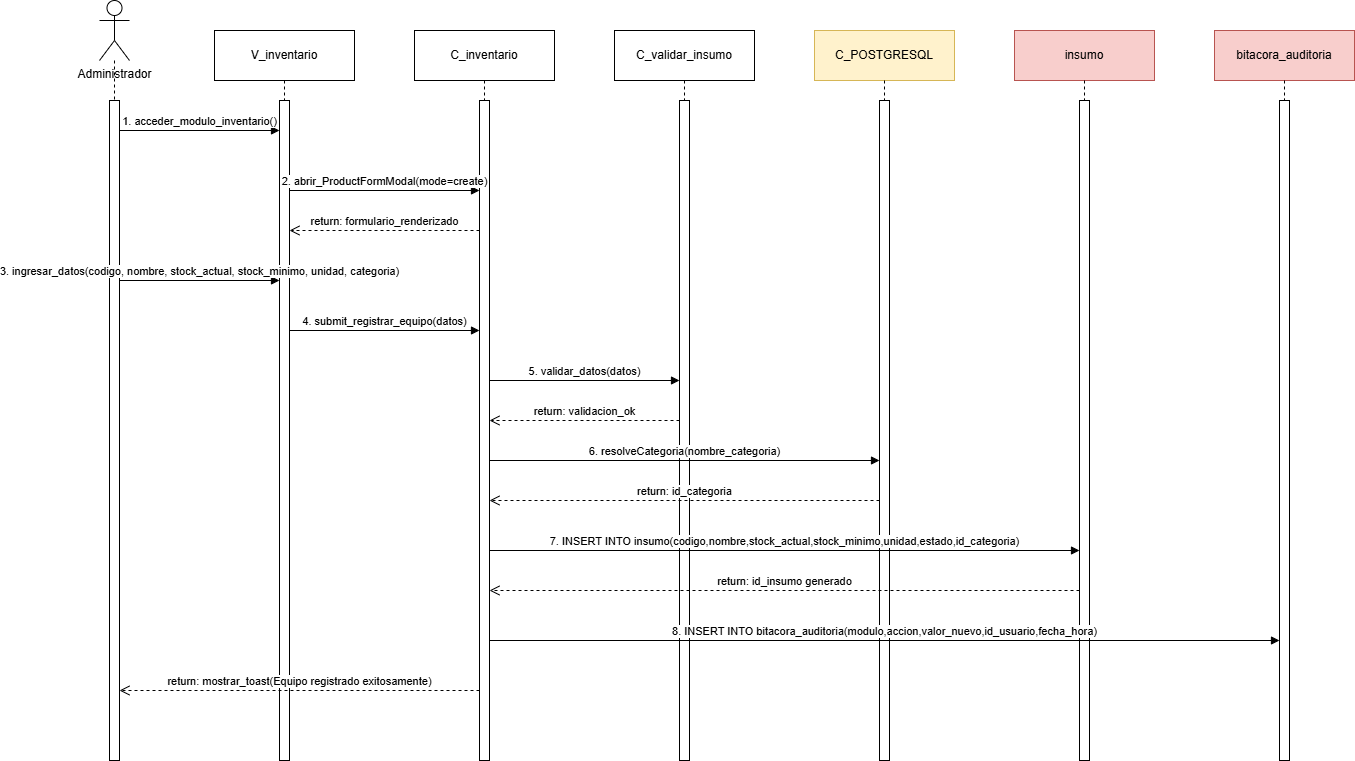 Administrador
V_inventario
C_inventario
C_validar_insumo
C_POSTGRESQL
insumo
bitacora_auditoria
1. acceder_modulo_inventario()
2. abrir_ProductFormModal(mode=create)
return: formulario_renderizado
3. ingresar_datos(codigo, nombre, stock_actual, stock_minimo, unidad, categoria)
4. submit_registrar_equipo(datos)
5. validar_datos(datos)
return: validacion_ok
6. resolveCategoria(nombre_categoria)
return: id_categoria
7. INSERT INTO insumo(codigo,nombre,stock_actual,stock_minimo,unidad,estado,id_categoria)
return: id_insumo generado
8. INSERT INTO bitacora_auditoria(modulo,accion,valor_nuevo,id_usuario,fecha_hora)
return: mostrar_toast(Equipo registrado exitosamente)